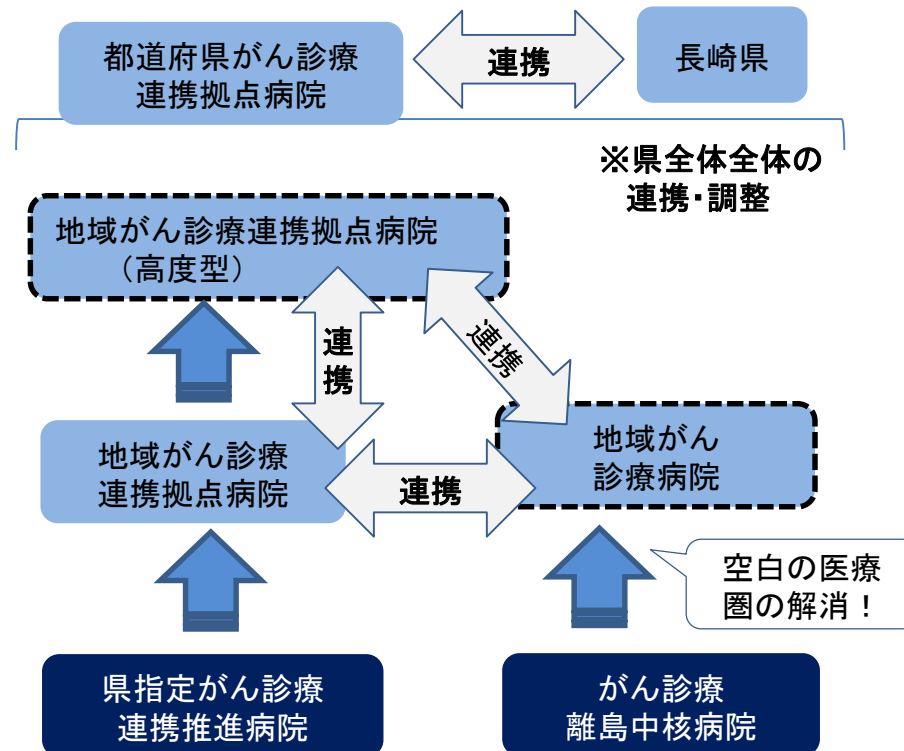 都道府県がん診療
連携拠点病院
連携
長崎県
※県全体全体の
連携・調整
地域がん診療連携拠点病院
（高度型）
連
携
連携
地域がん診療
連携拠点病院
連携
地域がん
診療病院
空白の医療
圏の解消！
県指定がん診療
連携推進病院
がん診療
離島中核病院